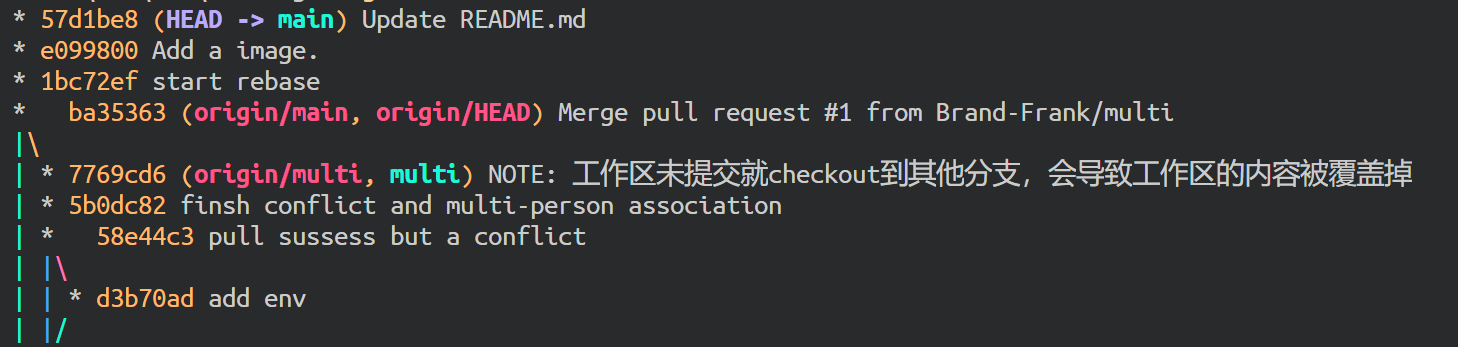 * 57d1be8 (HEAD -> main) Update README.md
* e099800 Add a image.
* 1bc72ef start rebase
*   ba35363 (origin/main, origin/HEAD) Merge pull request #1 from Brand-Frank/multi
|\
| * 7769cd6 (origin/multi, multi) NOTE: 工作区未提交就checkout到其他分支，会导致工作区的内容被覆盖掉
| * 5b0dc82 finsh conflict and multi-person association
| *   58e44c3 pull sussess but a conflict
| |\
| | * d3b70ad add env
| |/